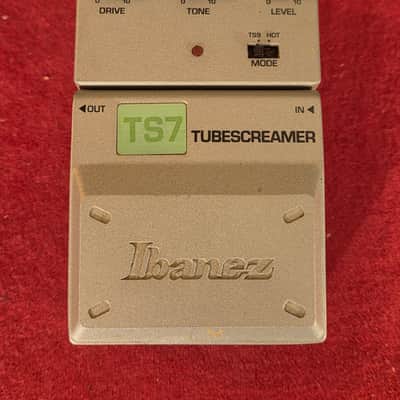 0 10 0 10 0 10
DRIVE TONE LEVEL
TS9 HOT
MODE
OUT IN
TS7 TUBESCREAMER
Ibanez